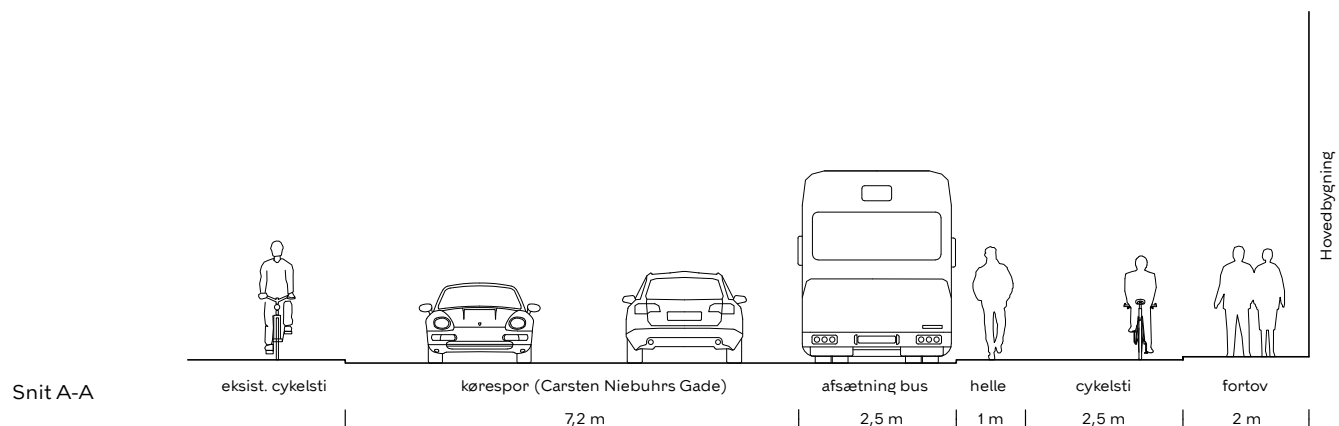 Hovedbygning
Snit A-A
eksist. cykelsti
kørespor (Carsten Niebuhrs Gade)
afsætning bus
helle
cykelsti
fortov
7,2 m
2,5 m
1 m
2,5 m
2 m